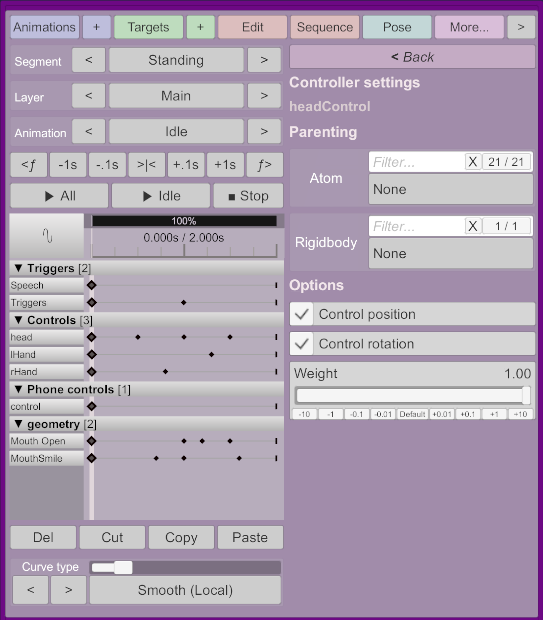 Animations + Targets + Edit Sequence Pose More... >
Segment < Standing >
Layer < Main >
Animation < Idle >
<f -1s -.1s >|< +.1s +1s f>
▶ All ▶ Idle ■ Stop
100%
0.000s / 2.000s
▼ Triggers [2]
Speech
Triggers
▼ Controls [3]
head
lHand
rHand
▼ Phone controls [1]
control
▼ geometry [2]
Mouth Open
MouthSmile
Del Cut Copy Paste
Curve type
< > Smooth (Local)
< Back
Controller settings
headControl
Parenting
Atom Filter... X 21 / 21
None
Rigidbody Filter... X 1 / 1
None
Options
Control position
Control rotation
Weight 1.00
-10 -1 -0.1 -0.01 Default +0.01 +0.1 +1 +10